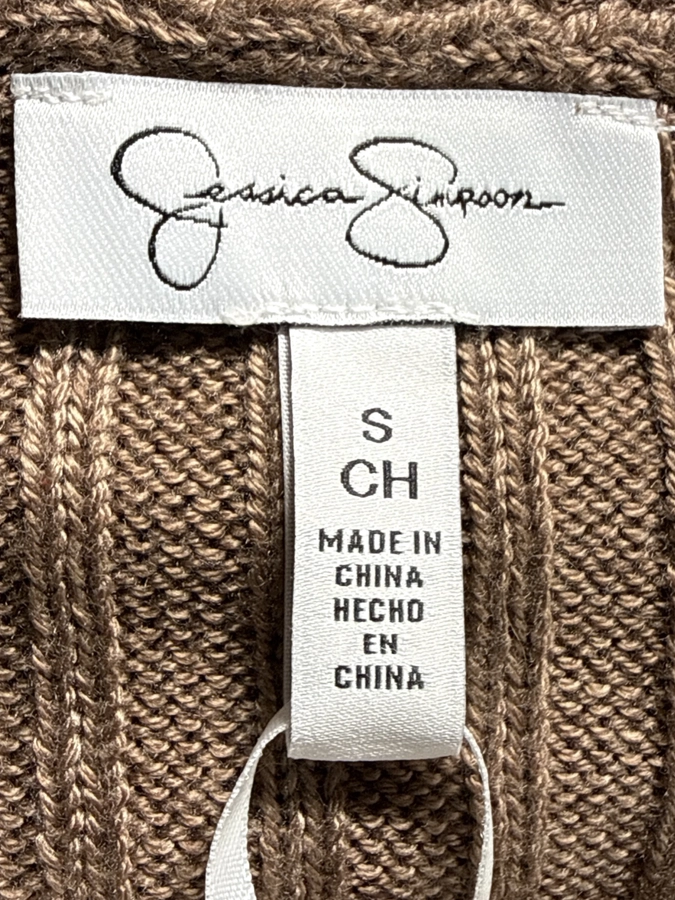 Jessica Simpson
S
CH
MADE IN
CHINA
HECHO
EN
CHINA